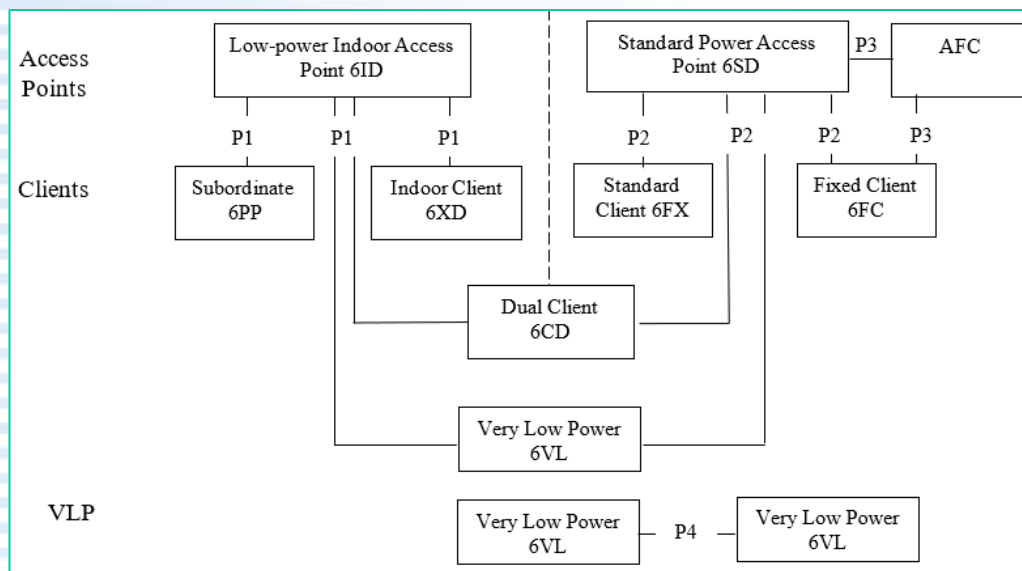 Access
Points
Low-power Indoor Access
Point 6ID
Standard Power Access
Point 6SD
P3
AFC
P1
P1
P1
P2
P2
P2
P3
Clients
Subordinate
6PP
Indoor Client
6XD
Standard
Client 6FX
Fixed Client
6FC
Dual Client
6CD
Very Low Power
6VL
VLP
Very Low Power
6VL
P4
Very Low Power
6VL